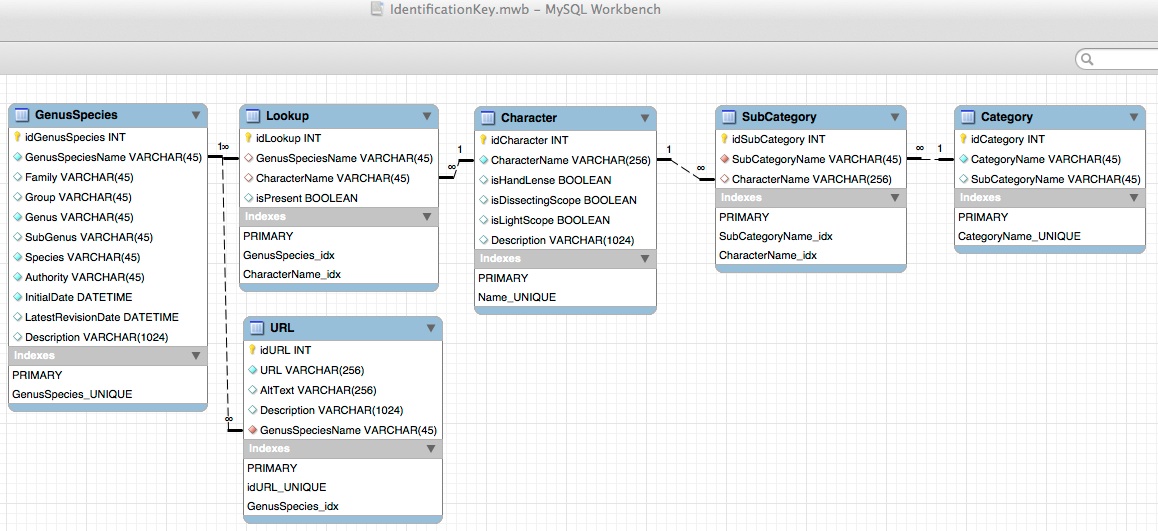 IdentificationKey.mwb – MySQL Workbench
GenusSpecies
idGenusSpecies INT
GenusSpeciesName VARCHAR(45)
Family VARCHAR(45)
Group VARCHAR(45)
Genus VARCHAR(45)
SubGenus VARCHAR(45)
Species VARCHAR(45)
Authority VARCHAR(45)
InitialDate DATETIME
LatestRevisionDate DATETIME
Description VARCHAR(1024)
Indexes
PRIMARY
GenusSpecies_UNIQUE
1∞
∞
Lookup
idLookup INT
GenusSpeciesName VARCHAR(45)
CharacterName VARCHAR(45)
isPresent BOOLEAN
Indexes
PRIMARY
GenusSpecies_idx
CharacterName_idx
URL
idURL INT
URL VARCHAR(256)
AltText VARCHAR(256)
Description VARCHAR(1024)
GenusSpeciesName VARCHAR(45)
Indexes
PRIMARY
idURL_UNIQUE
GenusSpecies_idx
1
∞
Character
idCharacter INT
CharacterName VARCHAR(256)
isHandLense BOOLEAN
isDissectingScope BOOLEAN
isLightScope BOOLEAN
Description VARCHAR(1024)
Indexes
PRIMARY
Name_UNIQUE
1
∞
SubCategory
idSubCategory INT
SubCategoryName VARCHAR(45)
CharacterName VARCHAR(256)
Indexes
PRIMARY
SubCategoryName_idx
CharacterName_idx
∞ 1
Category
idCategory INT
CategoryName VARCHAR(45)
SubCategoryName VARCHAR(45)
Indexes
PRIMARY
CategoryName_UNIQUE